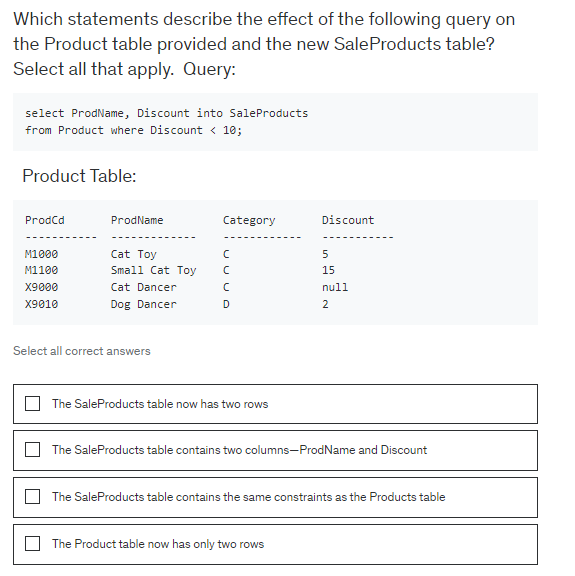 Which statements describe the effect of the following query on
the Product table provided and the new SaleProducts table?
Select all that apply. Query:
select ProdName, Discount into SaleProducts
from Product where Discount < 10;
Product Table:
ProdCd ProdName Category Discount
----------- ------------- ------------ -----------
M1000 Cat Toy C 5
M1100 Small Cat Toy C 15
X9000 Cat Dancer C null
X9010 Dog Dancer D 2
Select all correct answers
The SaleProducts table now has two rows
The SaleProducts table contains two columns—ProdName and Discount
The SaleProducts table contains the same constraints as the Products table
The Product table now has only two rows